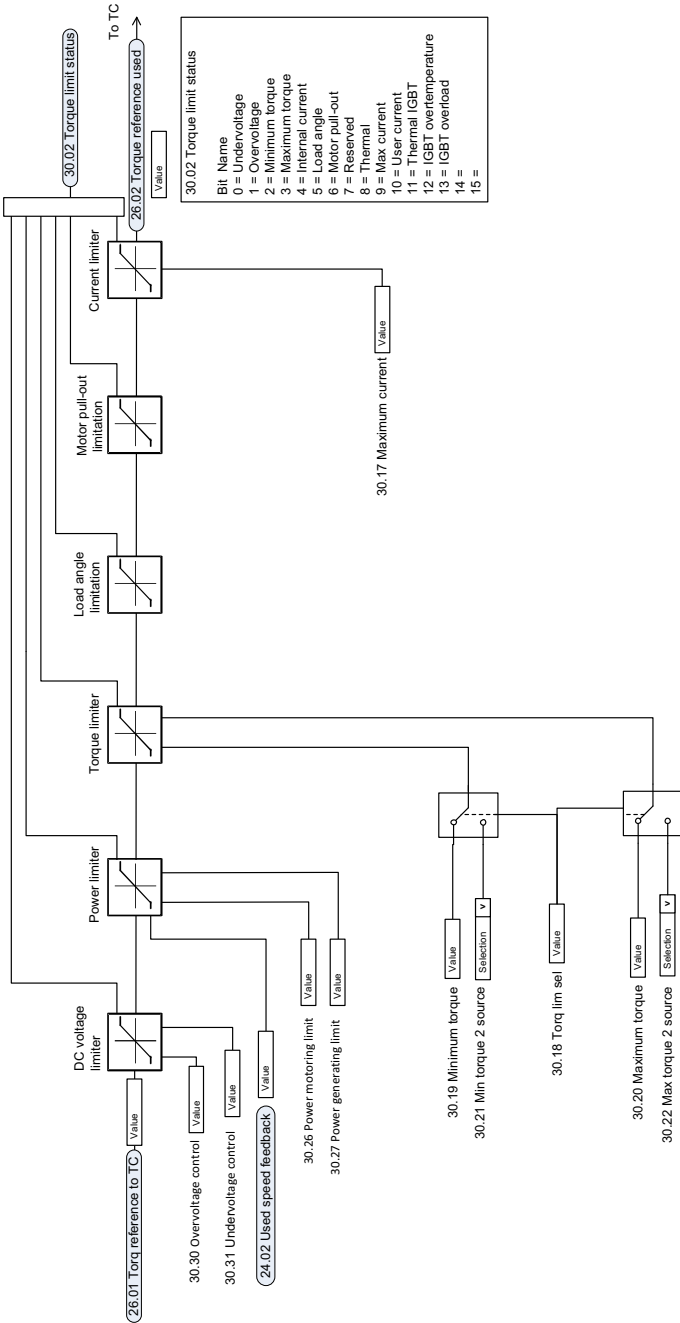 26.01 Torq reference to TC
Value
30.30 Overvoltage control
Value
30.31 Undervoltage control
Value
24.02 Used speed feedback
Value
30.26 Power motoring limit
Value
30.27 Power generating limit
Value
30.19 Minimum torque
Value
30.21 Min torque 2 source
Selection
v
30.18 Torq lim sel
Value
30.20 Maximum torque
Value
30.22 Max torque 2 source
Selection
v
DC voltage
limiter
Power limiter
Torque limiter
Load angle
limitation
Motor pull-out
limitation
Current limiter
30.17 Maximum current
Value
30.02 Torque limit status
26.02 Torque reference used
Value
To TC
30.02 Torque limit status
Bit Name
0 = Undervoltage
1 = Overvoltage
2 = Minimum torque
3 = Maximum torque
4 = Internal current
5 = Load angle
6 = Motor pull-out
7 = Reserved
8 = Thermal
9 = Max current
10 = User current
11 = Thermal IGBT
12 = IGBT overtemperature
13 = IGBT overload
14 =
15 =